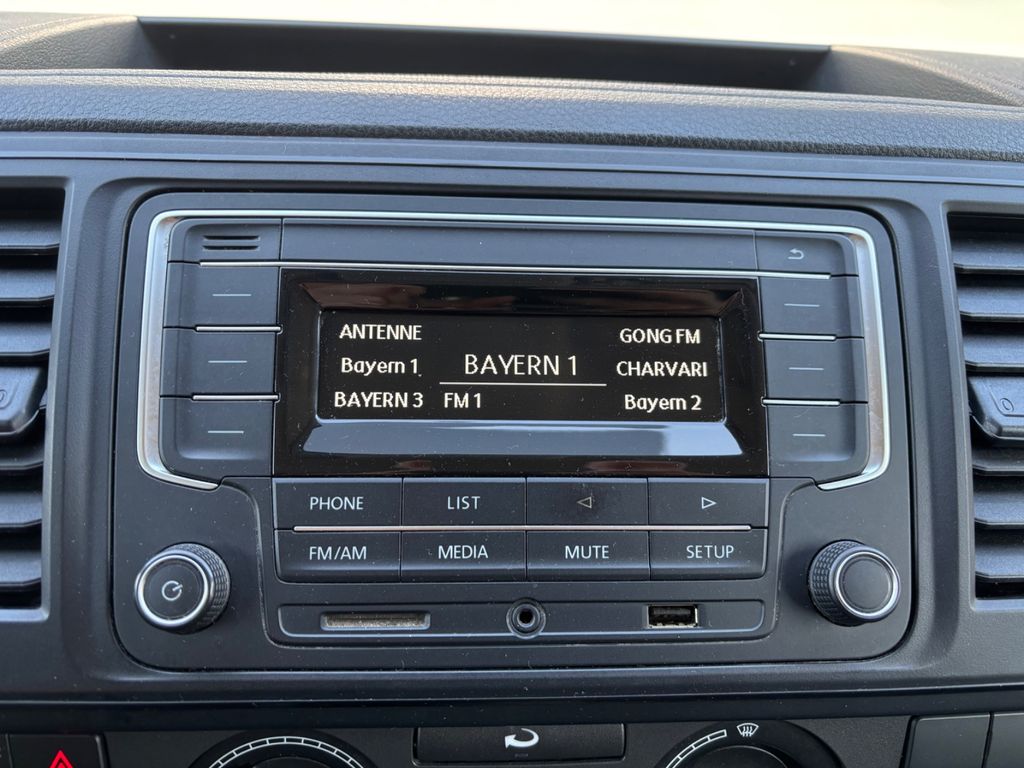 ANTENNE
GONG FM
Bayern 1
BAYERN 1
CHARVARI
BAYERN 3
FM 1
Bayern 2
PHONE
LIST
FM/AM
MEDIA
MUTE
SETUP